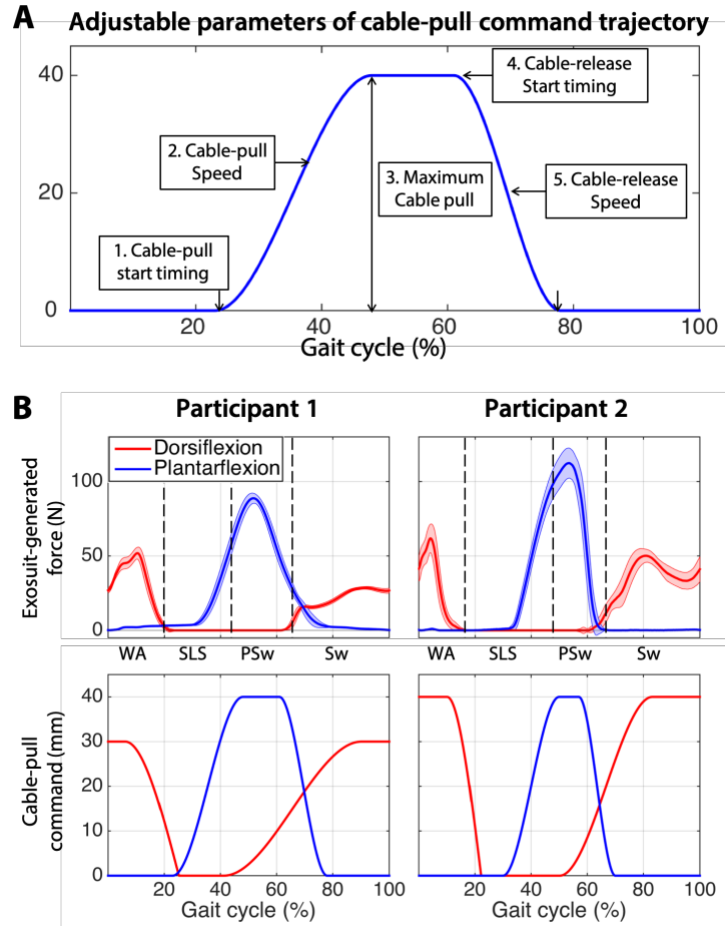 A Adjustable parameters of cable-pull command trajectory
40
20
0
1. Cable-pull
start timing
2. Cable-pull
Speed
3. Maximum
Cable pull
4. Cable-release
Start timing
5. Cable-release
Speed
20 40 60 80 100
Gait cycle (%)
B Participant 1 Participant 2
Dorsiflexion
Plantarflexion
Exosuit-generated
force (N)
100
50
0
WA SLS PSw Sw WA SLS PSw Sw
Cable-pull
command (mm)
40
30
20
10
0
0 20 40 60 80 100 0 20 40 60 80 100
Gait cycle (%) Gait cycle (%)